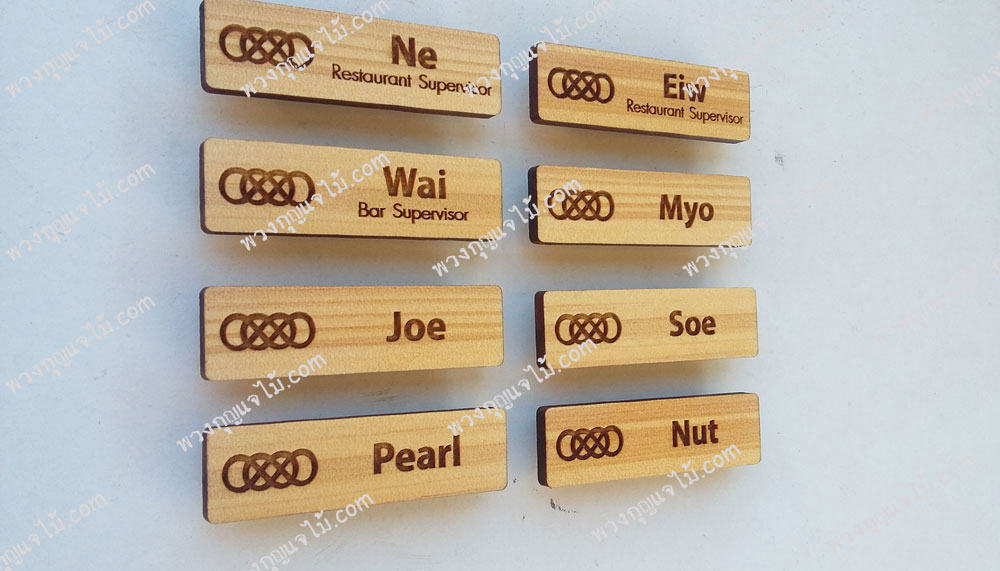 Ne
Restaurant Supervisor
Eiw
Restaurant Supervisor
Wai
Bar Supervisor
Myo
Joe
Soe
Pearl
Nut
พวงกุญแจไม้.com